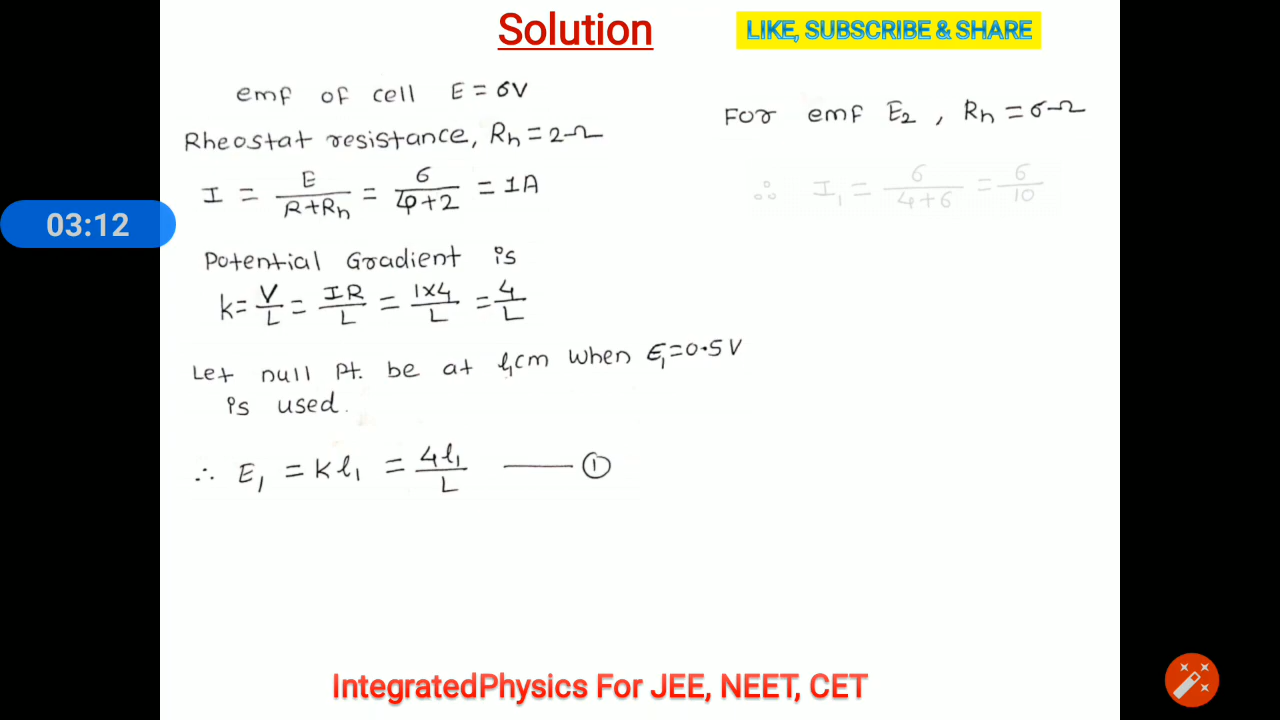 Solution
LIKE, SUBSCRIBE & SHARE
emf of cell E = 6V
Rheostat resistance, Rh = 2Ω
I = E/(R+Rh) = 6/(4+2) = 1A
Potential Gradient is
k = V/L = IR/L = 1×4/L = 4/L
Let null Pt. be at l₁cm when E₁=0.5V
is used.
∴ E₁ = kl₁ = 4l₁/L —— ①
For emf E₂, Rh = 6Ω
∴ I₁ = 6/(4+6) = 6/10
03:12
IntegratedPhysics For JEE, NEET, CET